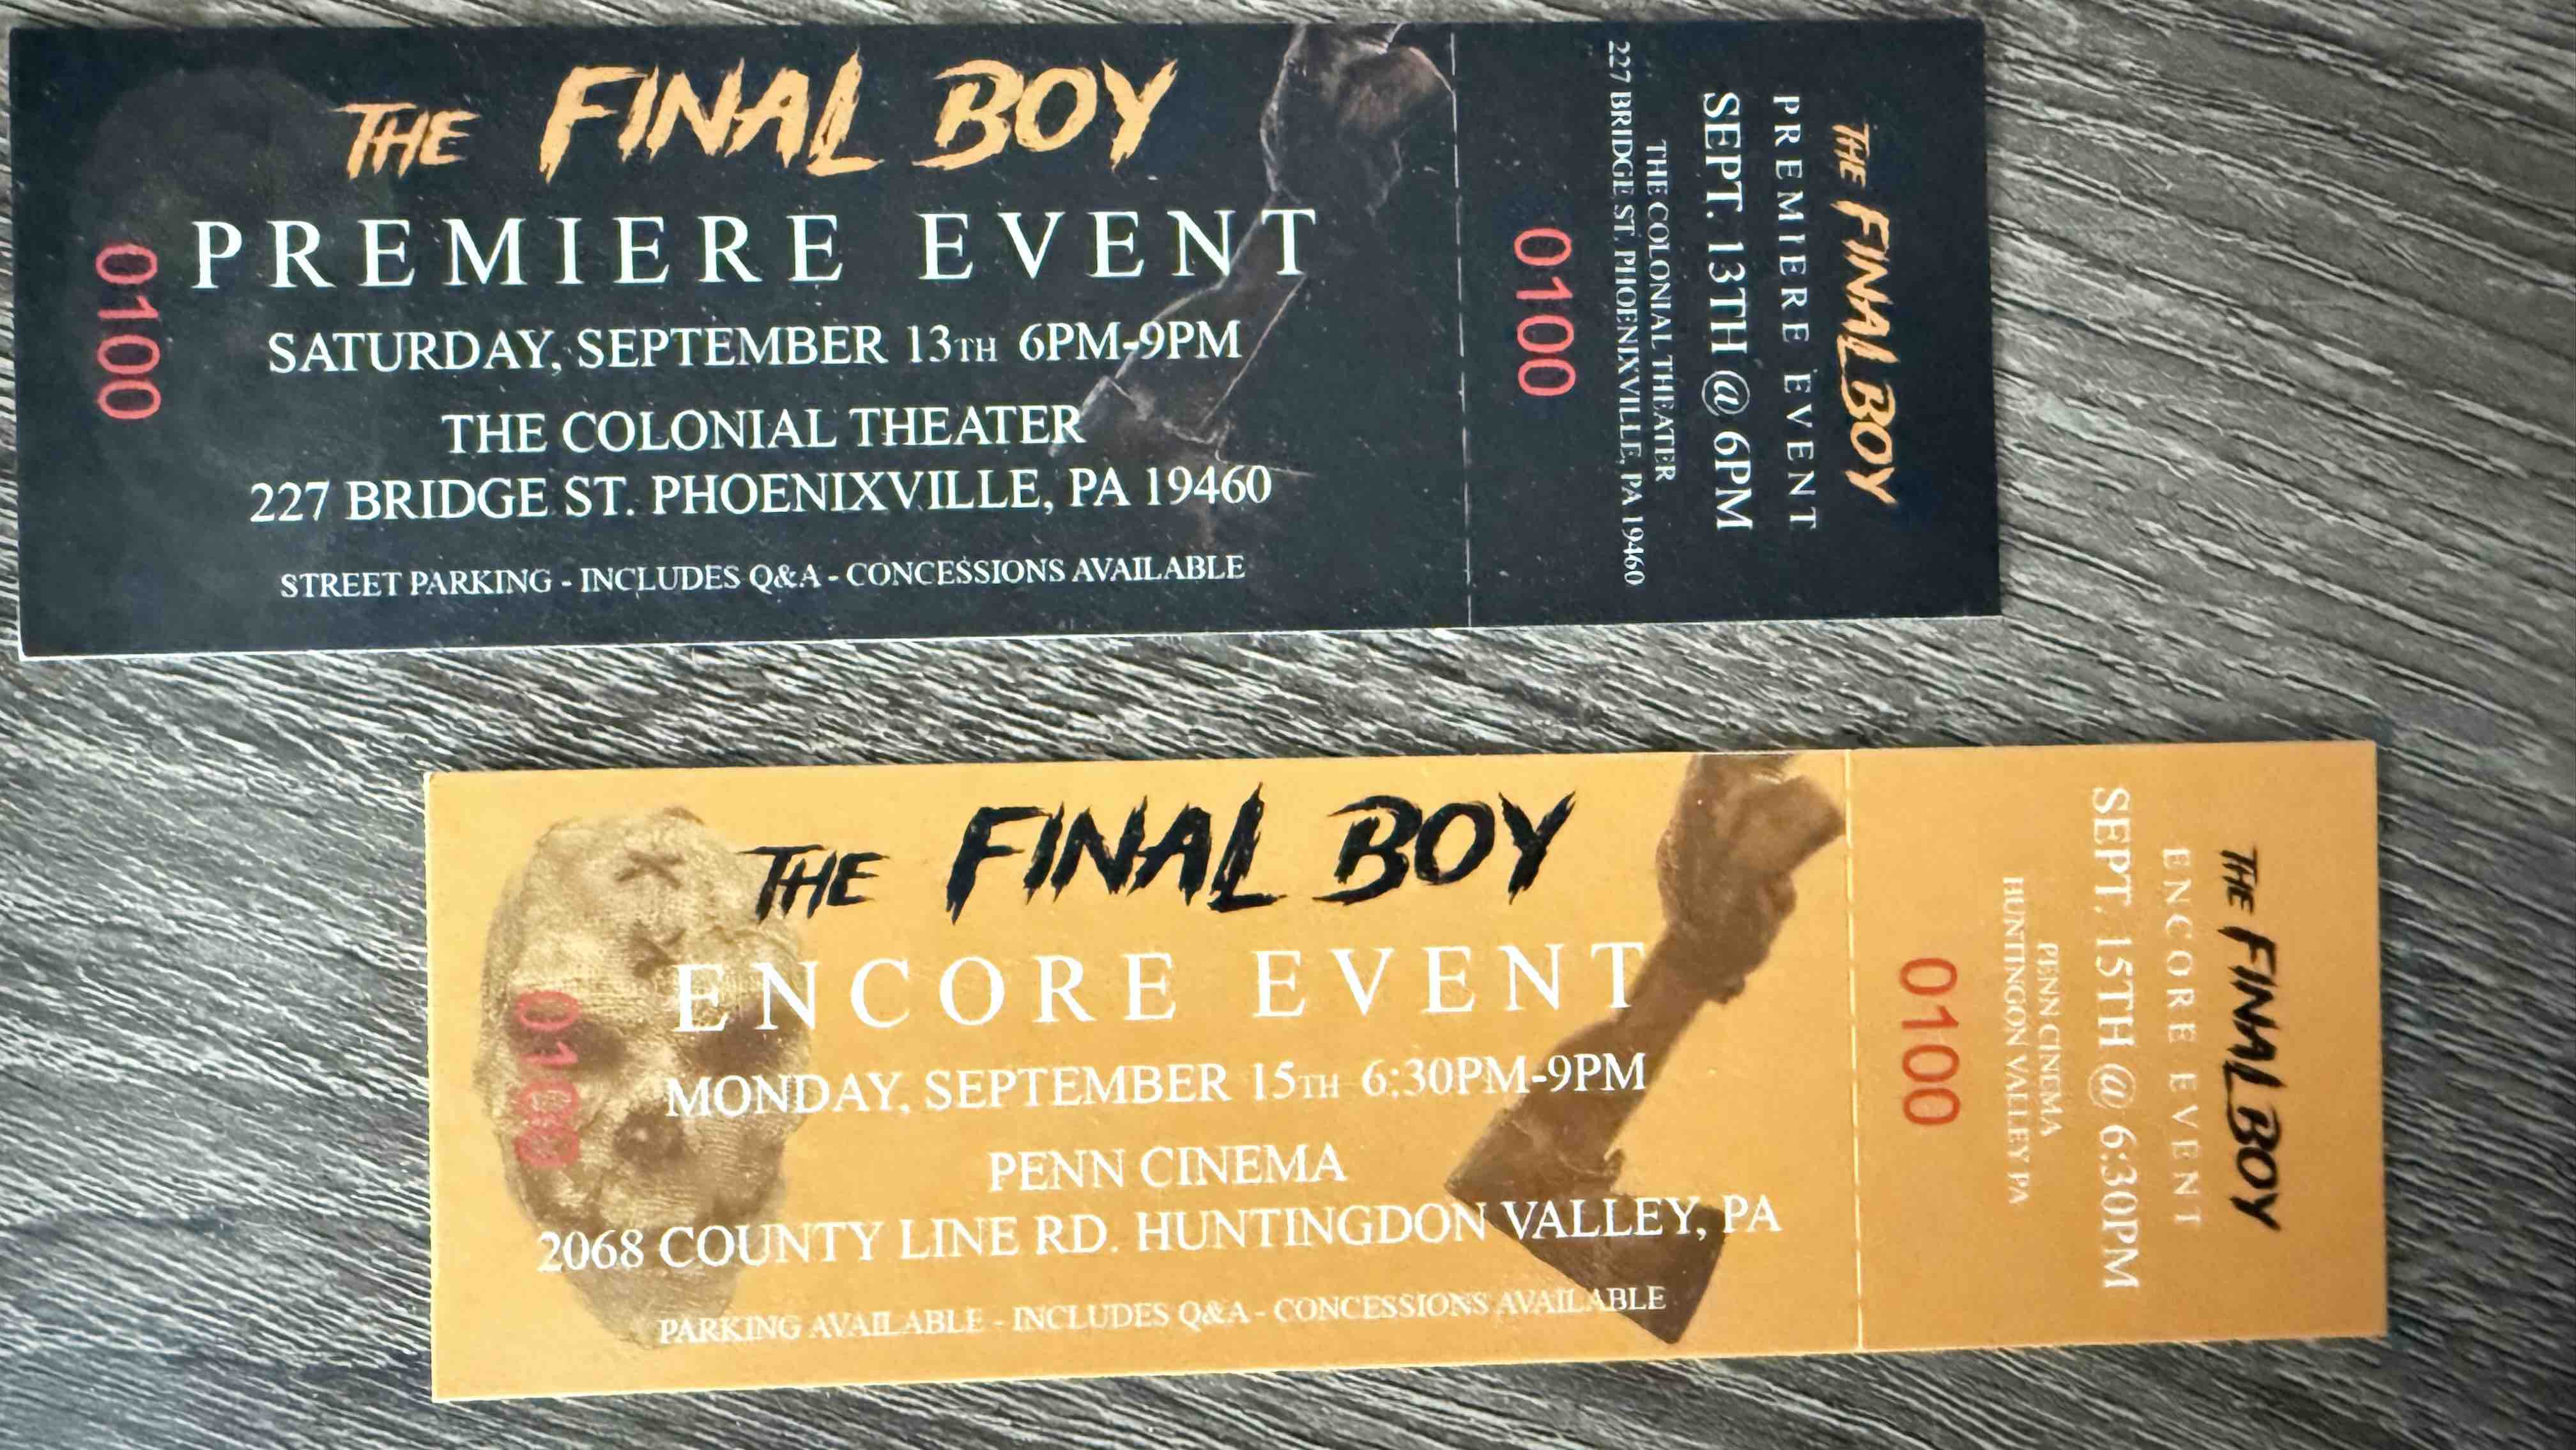 THE FINAL BOY
PREMIERE EVENT
SATURDAY, SEPTEMBER 13TH 6PM-9PM
THE COLONIAL THEATER
227 BRIDGE ST. PHOENIXVILLE, PA 19460
STREET PARKING - INCLUDES Q&A - CONCESSIONS AVAILABLE
0100
THE FINAL BOY
PREMIERE EVENT
SEPT. 13TH @ 6PM
THE COLONIAL THEATER
227 BRIDGE ST. PHOENIXVILLE, PA 19460
0100
THE FINAL BOY
ENCORE EVENT
MONDAY, SEPTEMBER 15TH 6:30PM-9PM
PENN CINEMA
2068 COUNTY LINE RD. HUNTINGDON VALLEY, PA
PARKING AVAILABLE - INCLUDES Q&A - CONCESSIONS AVAILABLE
0100
THE FINAL BOY
ENCORE EVENT
SEPT. 15TH @ 6:30PM
PENN CINEMA
HUNTINGON VALLEY PA
0100